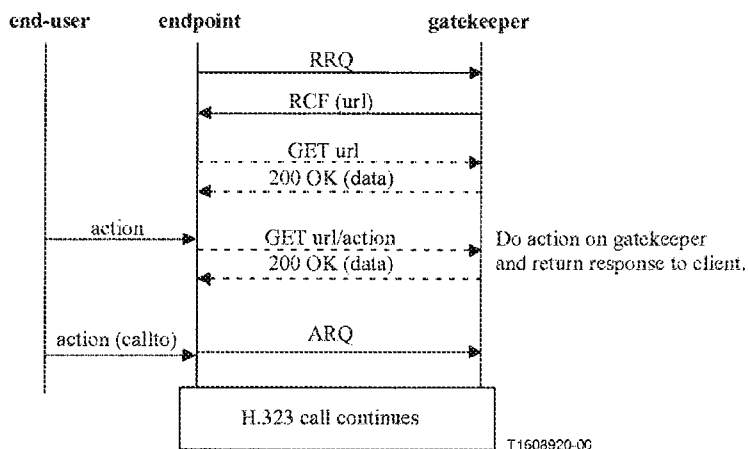 end-user endpoint gatekeeper
RRQ
RCF (url)
GET url
200 OK (data)
action
GET url/action
200 OK (data)
Do action on gatekeeper
and return response to client.
action (callto)
ARQ
H.323 call continues
T1608920-00